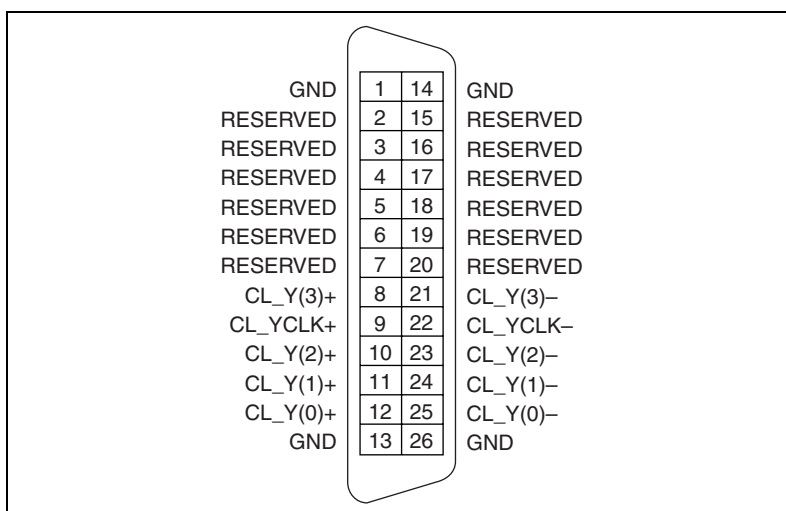 GND 1 14 GND
RESERVED 2 15 RESERVED
RESERVED 3 16 RESERVED
RESERVED 4 17 RESERVED
RESERVED 5 18 RESERVED
RESERVED 6 19 RESERVED
RESERVED 7 20 RESERVED
CL_Y(3)+ 8 21 CL_Y(3)–
CL_YCLK+ 9 22 CL_YCLK–
CL_Y(2)+ 10 23 CL_Y(2)–
CL_Y(1)+ 11 24 CL_Y(1)–
CL_Y(0)+ 12 25 CL_Y(0)–
GND 13 26 GND